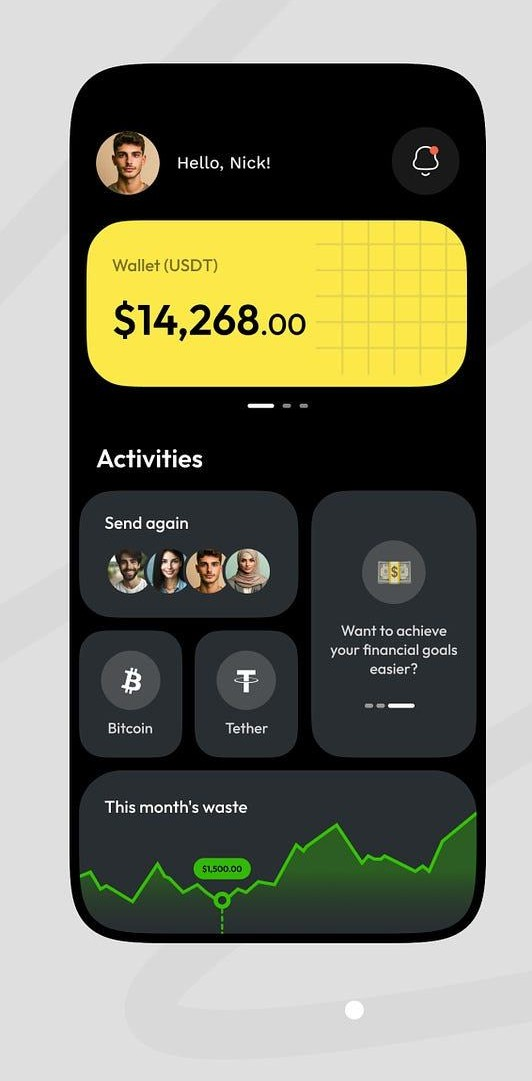 Hello, Nick!
Wallet (USDT)
$14,268.00
Activities
Send again
Want to achieve
your financial goals
easier?
Bitcoin
Tether
This month's waste
$1,500.00